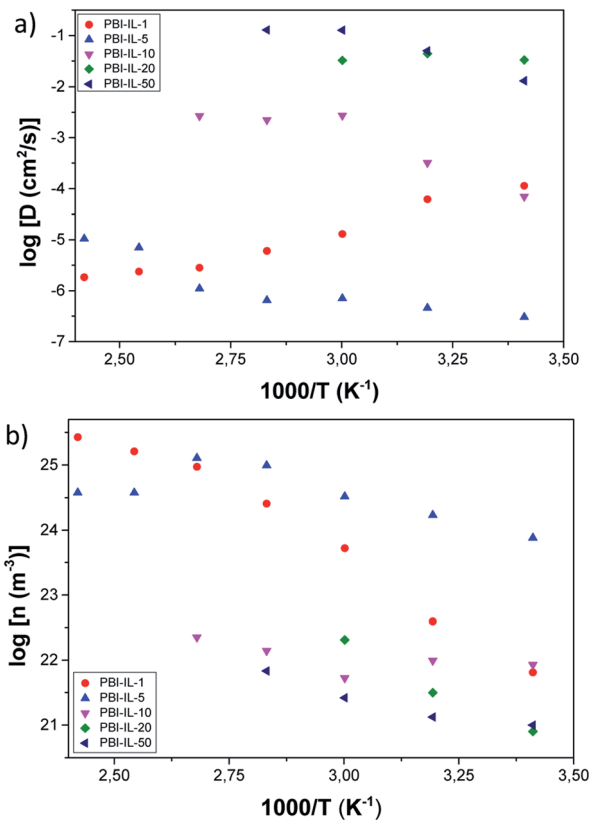 a)
PBI-IL-1
PBI-IL-5
PBI-IL-10
PBI-IL-20
PBI-IL-50
log [D (cm²/s)]
-1
-2
-3
-4
-5
-6
-7
2,50 2,75 3,00 3,25 3,50
1000/T (K⁻¹)
b)
log [n (m⁻³)]
25
24
23
22
21
PBI-IL-1
PBI-IL-5
PBI-IL-10
PBI-IL-20
PBI-IL-50
2,50 2,75 3,00 3,25 3,50
1000/T (K⁻¹)